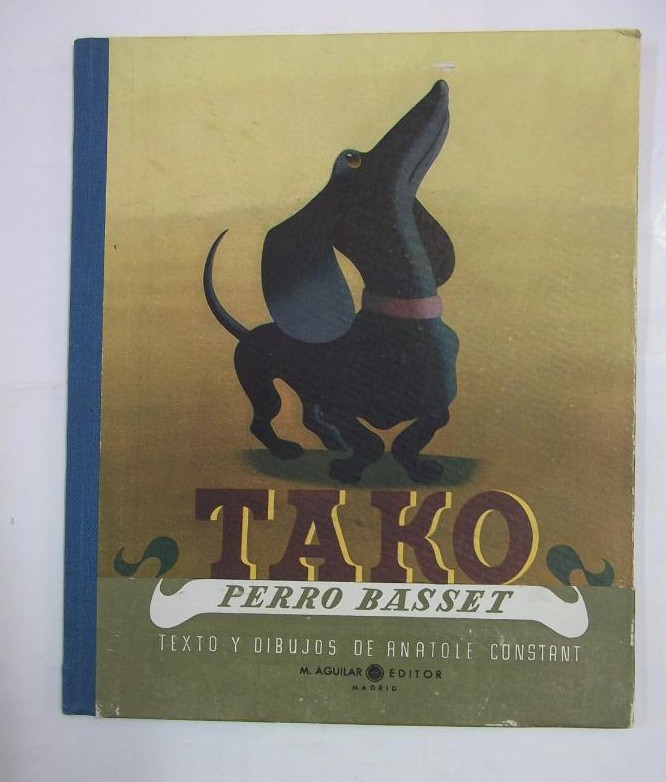 TAKO
PERRO BASSET
TEXTO Y DIBUJOS DE ANATOLE CONSTANT
M. AGUILAR EDITOR
MADRID